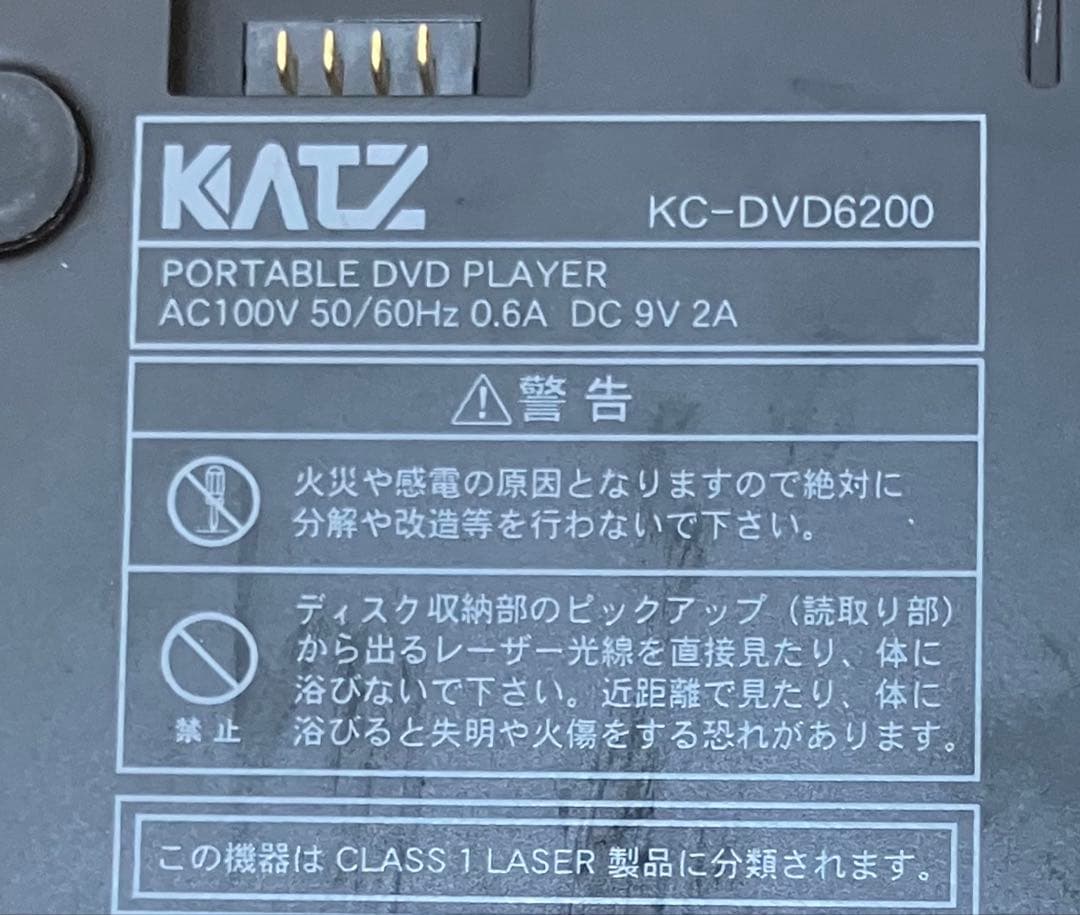 KATZ
KC-DVD6200
PORTABLE DVD PLAYER
AC100V 50/60Hz 0.6A DC 9V 2A
警告
火災や感電の原因となりますので絶対に
分解や改造等を行わないで下さい。
ディスク収納部のピックアップ（読取り部）
から出るレーザー光線を直接見たり、体に
浴びないで下さい。近距離で見たり、体に
浴びると失明や火傷をする恐れがあります。
禁止
この機器は CLASS 1 LASER 製品に分類されます。